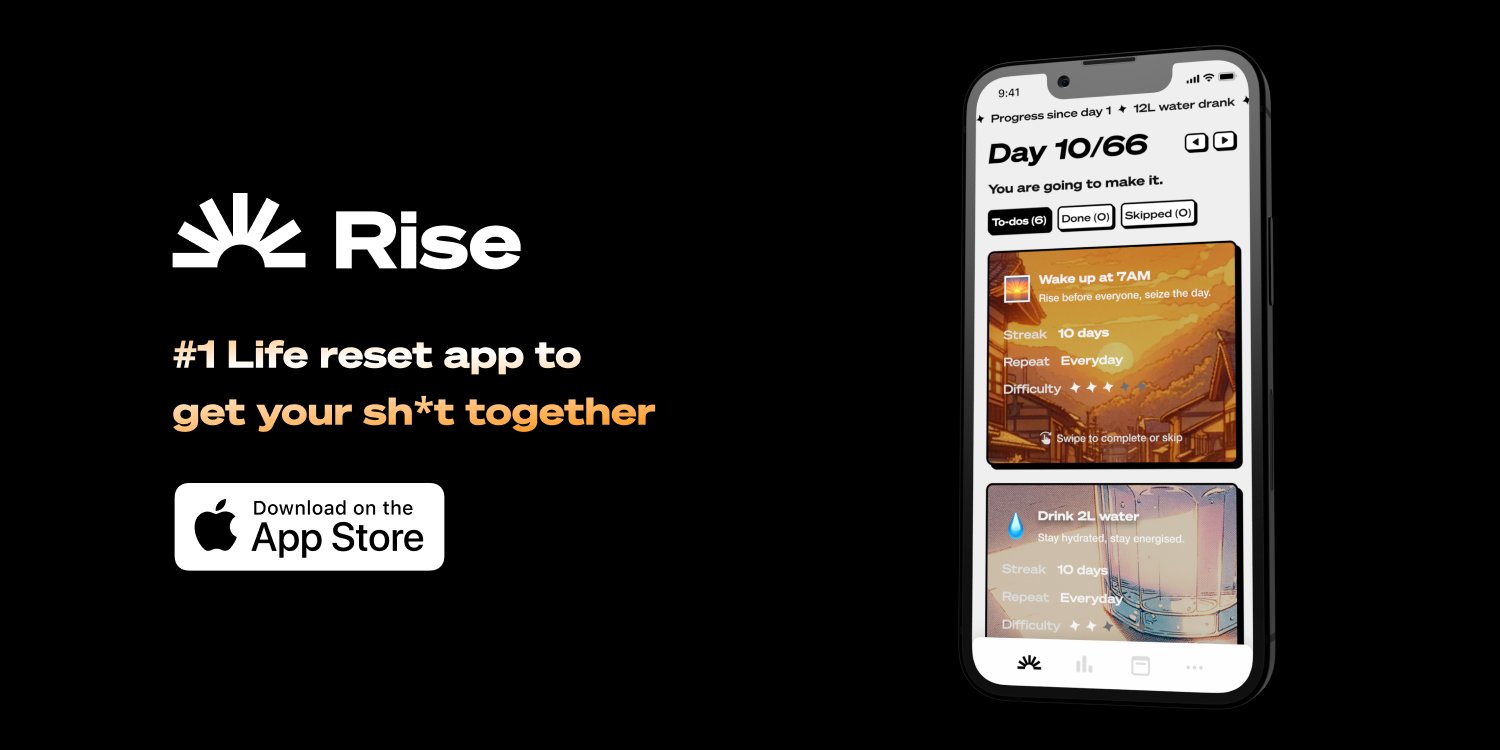 Rise
#1 Life reset app to
get your sh*t together
Download on the
App Store
9:41
Progress since day 1 ✦ 12L water drank
Day 10/66
You are going to make it.
To-dos (6) Done (0) Skipped (0)
Wake up at 7AM
Rise before everyone, seize the day.
Streak 10 days
Repeat Everyday
Difficulty
Swipe to complete or skip
Drink 2L water
Stay hydrated, stay energised.
Streak 10 days
Repeat Everyday
Difficulty